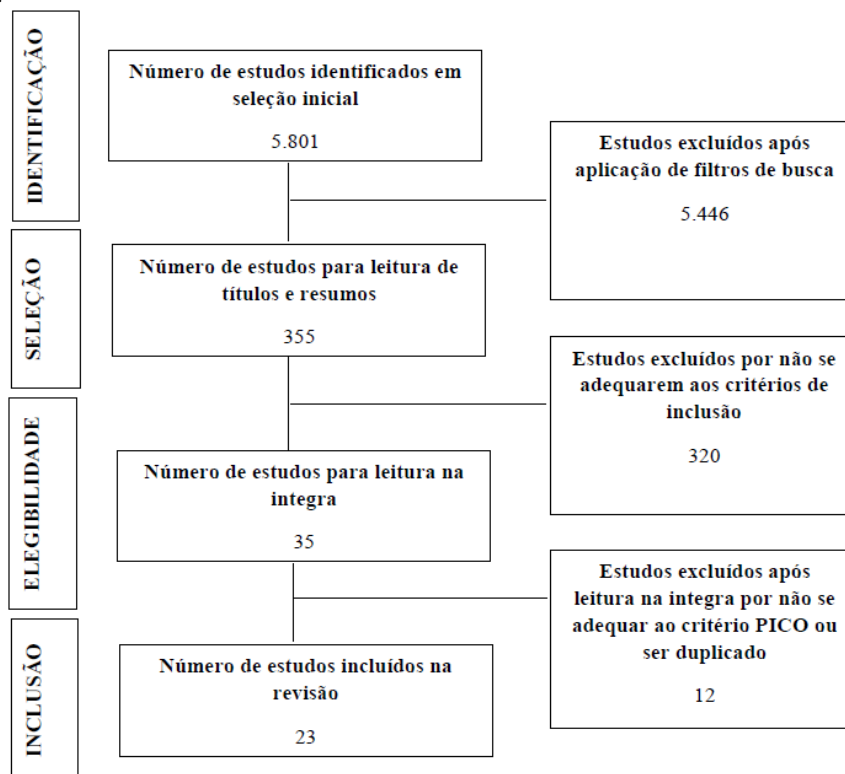 IDENTIFICAÇÃO
Número de estudos identificados em
seleção inicial
5.801
Estudos excluídos após
aplicação de filtros de busca
5.446
SELEÇÃO
Número de estudos para leitura de
títulos e resumos
355
Estudos excluídos por não se
adequarem aos critérios de
inclusão
320
ELEGIBILIDADE
Número de estudos para leitura na
integra
35
Estudos excluídos após
leitura na integra por não se
adequar ao critério PICO ou
ser duplicado
12
INCLUSÃO
Número de estudos incluídos na
revisão
23